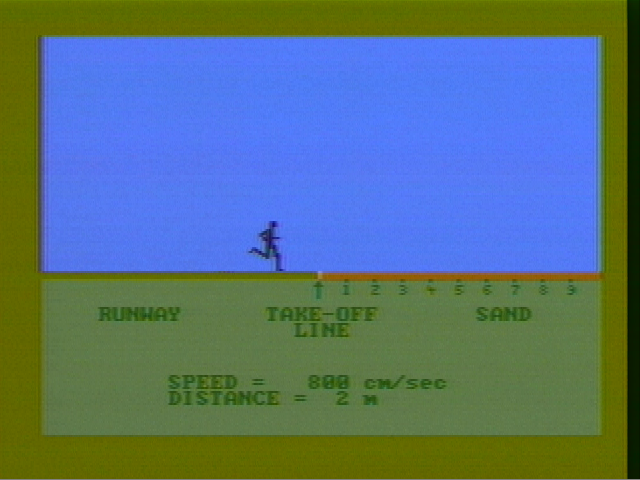 ↑ 1 2 3 4 5 6 7 8 9
RUNWAY TAKE-OFF SAND
LINE
SPEED = 800 cm/sec
DISTANCE = 2 m